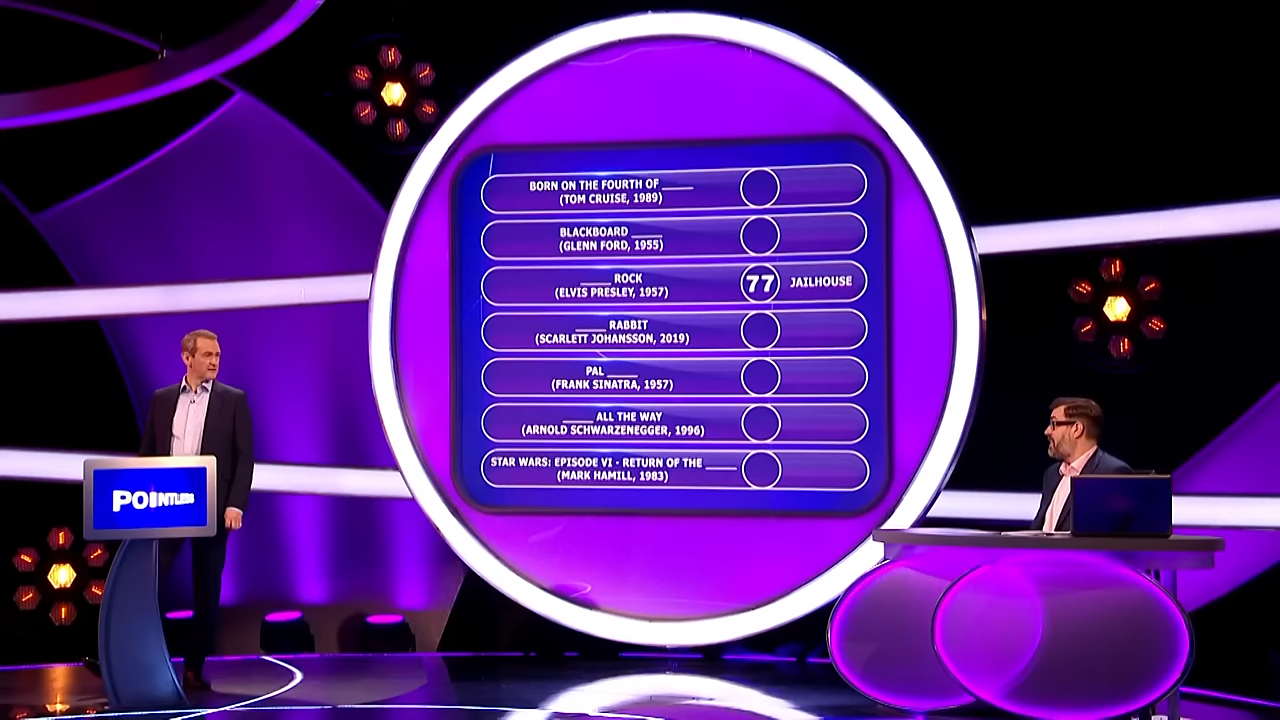 BORN ON THE FOURTH OF ____
(TOM CRUISE, 1989)
BLACKBOARD ____
(GLENN FORD, 1955)
____ ROCK
(ELVIS PRESLEY, 1957)
77 JAILHOUSE
____ RABBIT
(SCARLETT JOHANSSON, 2019)
PAL ____
(FRANK SINATRA, 1957)
____ ALL THE WAY
(ARNOLD SCHWARZENEGGER, 1996)
STAR WARS: EPISODE VI - RETURN OF THE ____
(MARK HAMILL, 1983)
POINTLESS